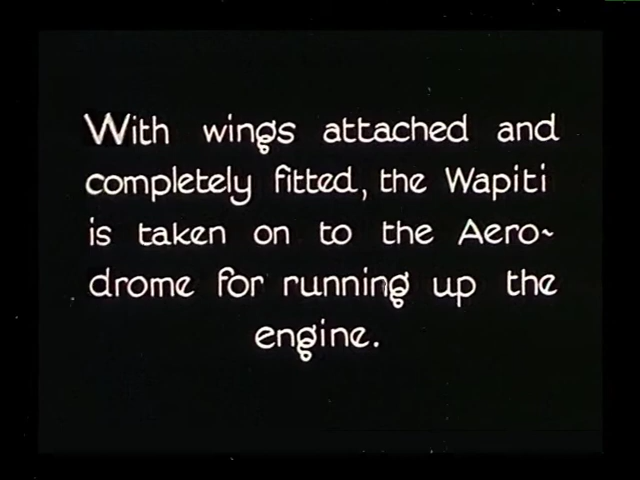 With wings attached and
completely fitted, the Wapiti
is taken on to the Aero~
drome for running up the
engine.